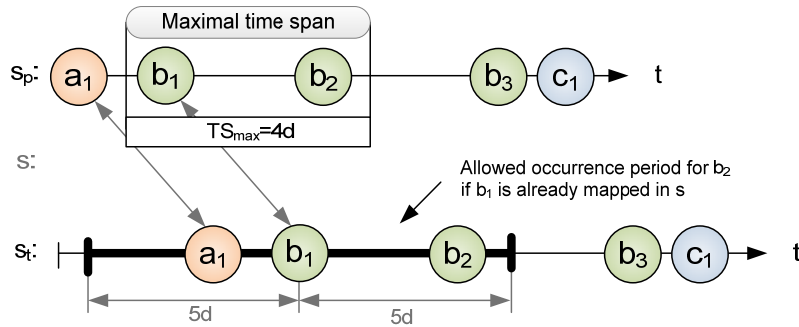 Maximal time span
sₚ: a₁ b₁ b₂ b₃ c₁ t
TSₘₐₓ=4d
s:
Allowed occurrence period for b₂
if b₁ is already mapped in s
sₜ: a₁ b₁ b₂ b₃ c₁ t
5d 5d